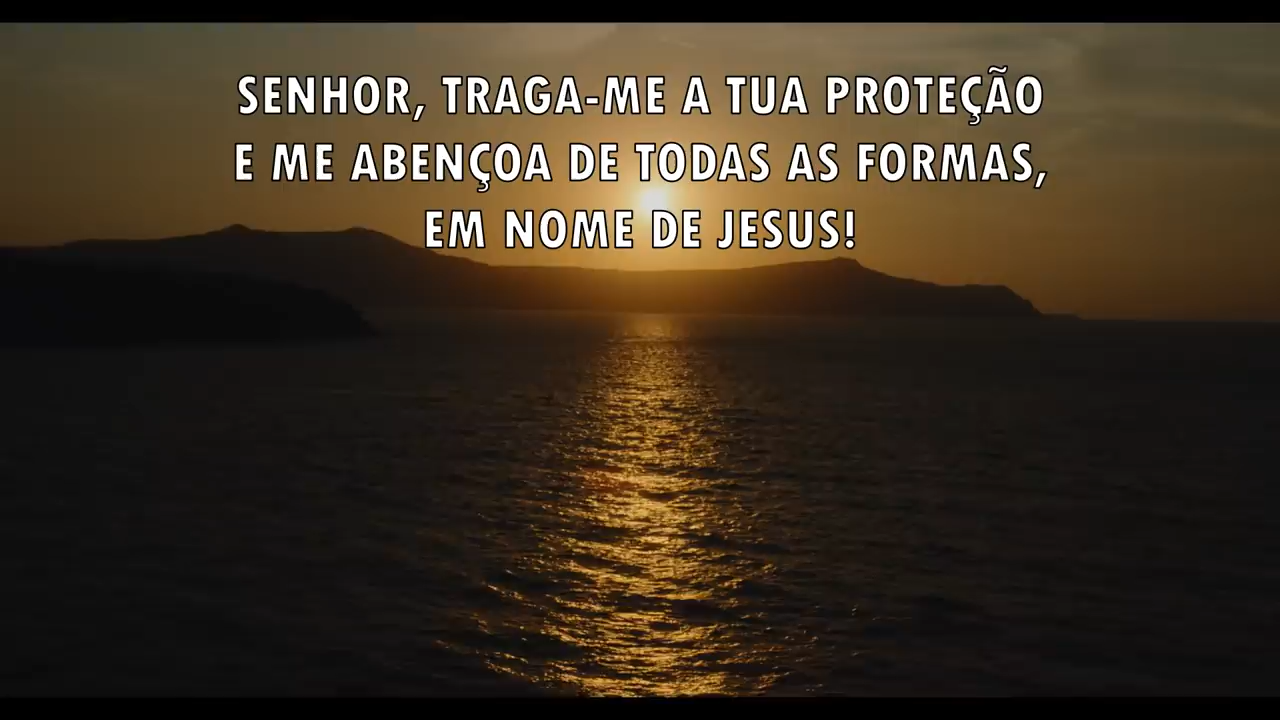 SENHOR, TRAGA-ME A TUA PROTEÇÃO
E ME ABENÇOA DE TODAS AS FORMAS,
EM NOME DE JESUS!